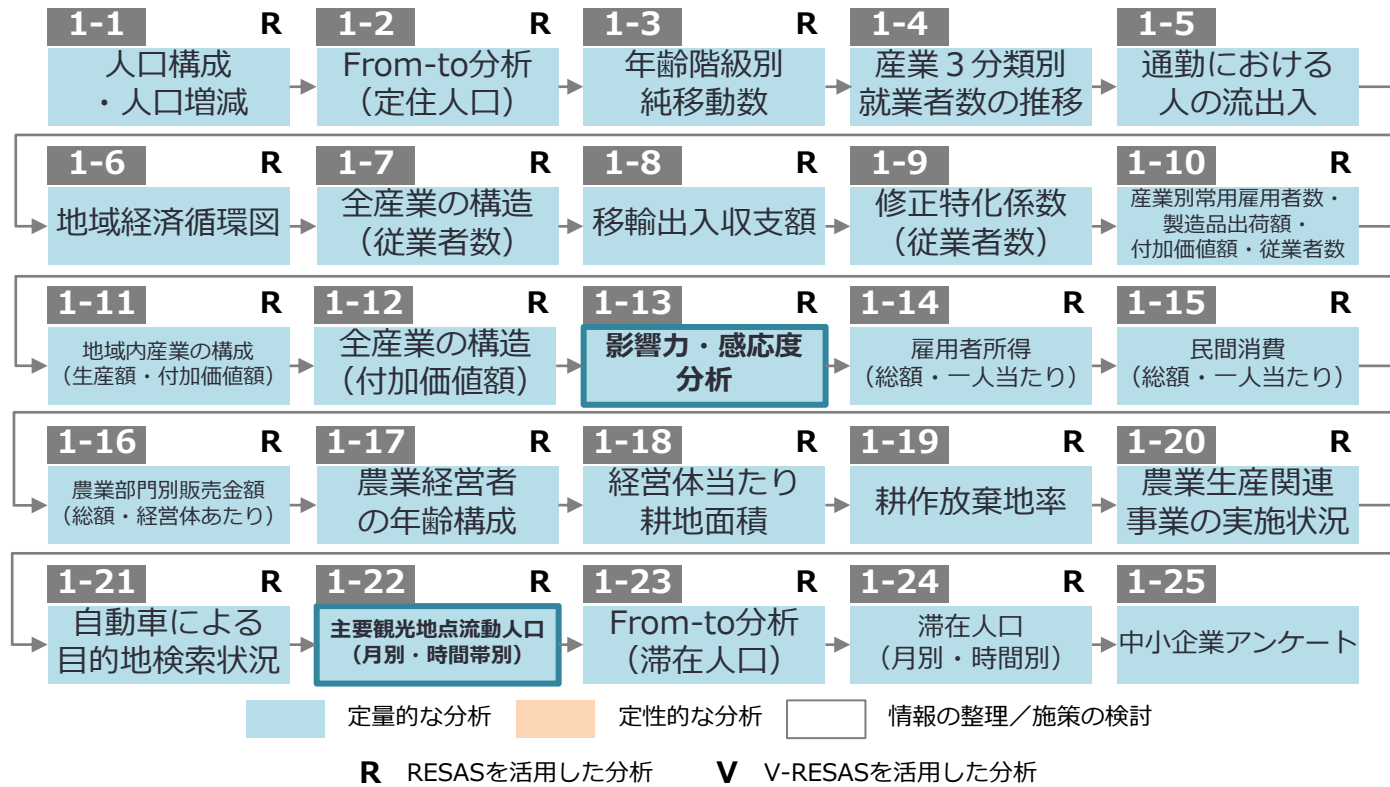 1-1 R 1-2 R 1-3 R 1-4 1-5
人口構成
・人口増減
From-to分析
（定住人口）
年齢階級別
純移動数
産業３分類別
就業者数の推移
通勤における
人の流出入
1-6 R 1-7 R 1-8 R 1-9 R 1-10 R
地域経済循環図
全産業の構造
（従業者数）
移輸出入収支額
修正特化係数
（従業者数）
産業別常用雇用者数・
製造品出荷額・
付加価値額・従業者数
1-11 R 1-12 R 1-13 R 1-14 R 1-15 R
地域内産業の構成
（生産額・付加価値額）
全産業の構造
（付加価値額）
影響力・感応度
分析
雇用者所得
（総額・一人当たり）
民間消費
（総額・一人当たり）
1-16 R 1-17 R 1-18 R 1-19 R 1-20 R
農業部門別販売金額
（総額・経営体あたり）
農業経営者
の年齢構成
経営体当たり
耕地面積
耕作放棄地率
農業生産関連
事業の実施状況
1-21 R 1-22 R 1-23 R 1-24 R 1-25
自動車による
目的地検索状況
主要観光地点流動人口
（月別・時間帯別）
From-to分析
（滞在人口）
滞在人口
（月別・時間別）
中小企業アンケート
定量的な分析 定性的な分析 情報の整理／施策の検討
R RESASを活用した分析 V V-RESASを活用した分析